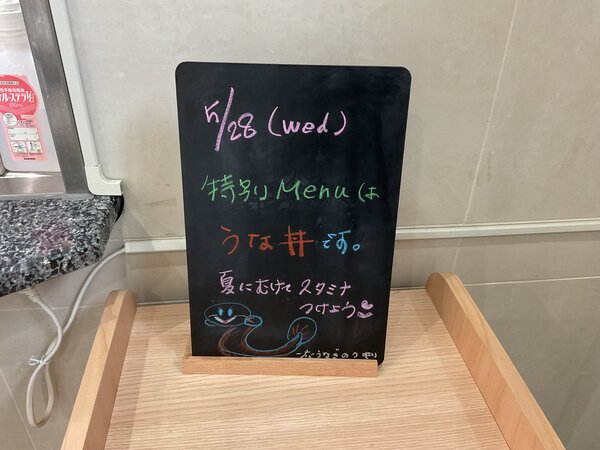 5/28 (wed)
特別Menuは
うな丼です。
夏にむけてスタミナ
つけよう
うなぎのつもり